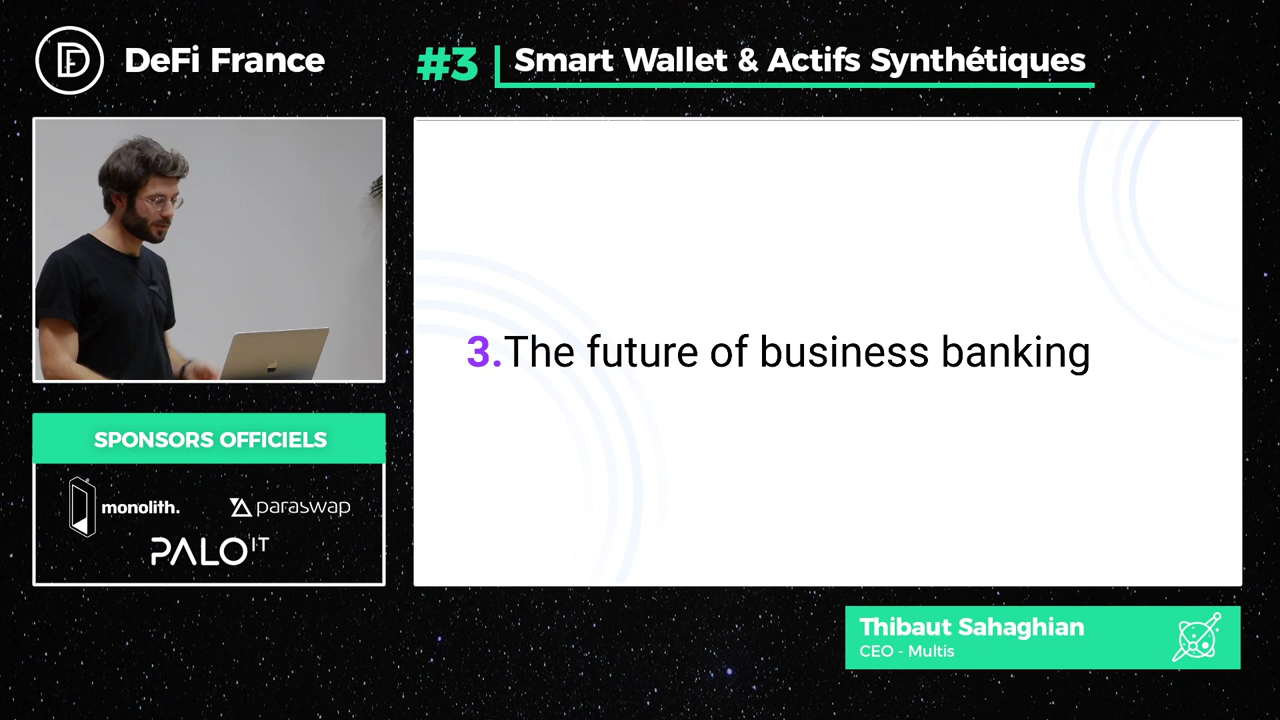 DeFi France
#3 Smart Wallet & Actifs Synthétiques
3.The future of business banking
SPONSORS OFFICIELS
monolith. paraswap
PALO IT
Thibaut Sahaghian
CEO - Multis